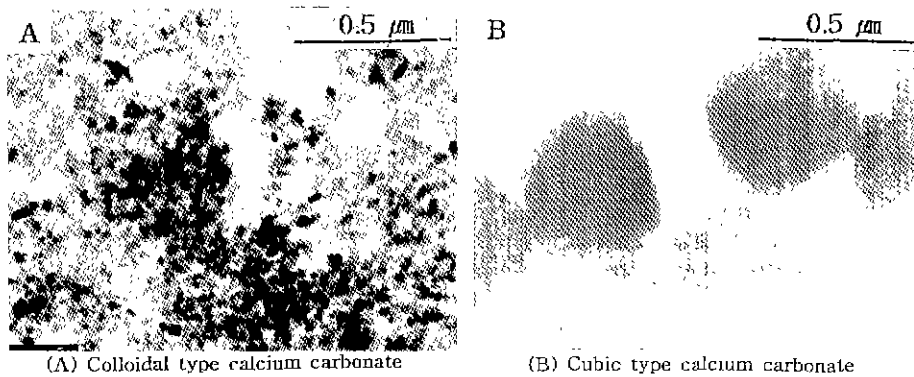 A
0.5 μm
B
0.5 μm
(A) Colloidal type calcium carbonate
(B) Cubic type calcium carbonate